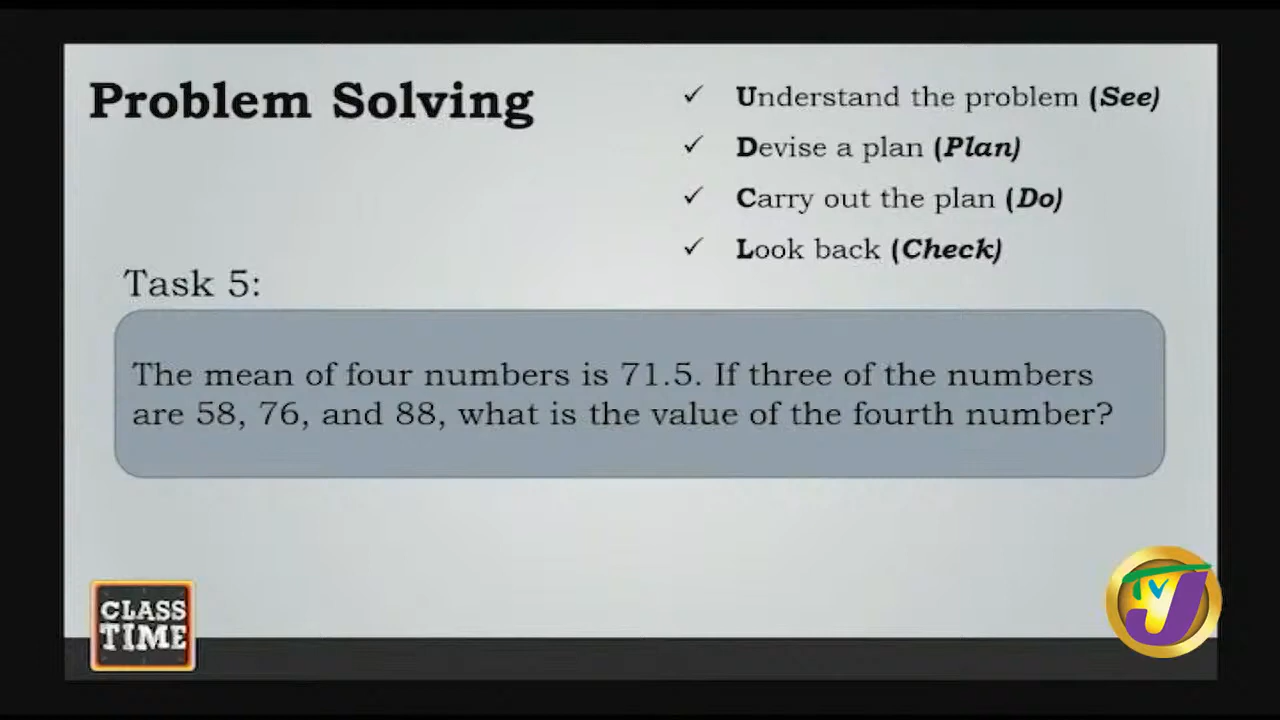 Problem Solving
✓ Understand the problem (See)
✓ Devise a plan (Plan)
✓ Carry out the plan (Do)
✓ Look back (Check)
Task 5:
The mean of four numbers is 71.5. If three of the numbers
are 58, 76, and 88, what is the value of the fourth number?
CLASS
TIME
TVJ